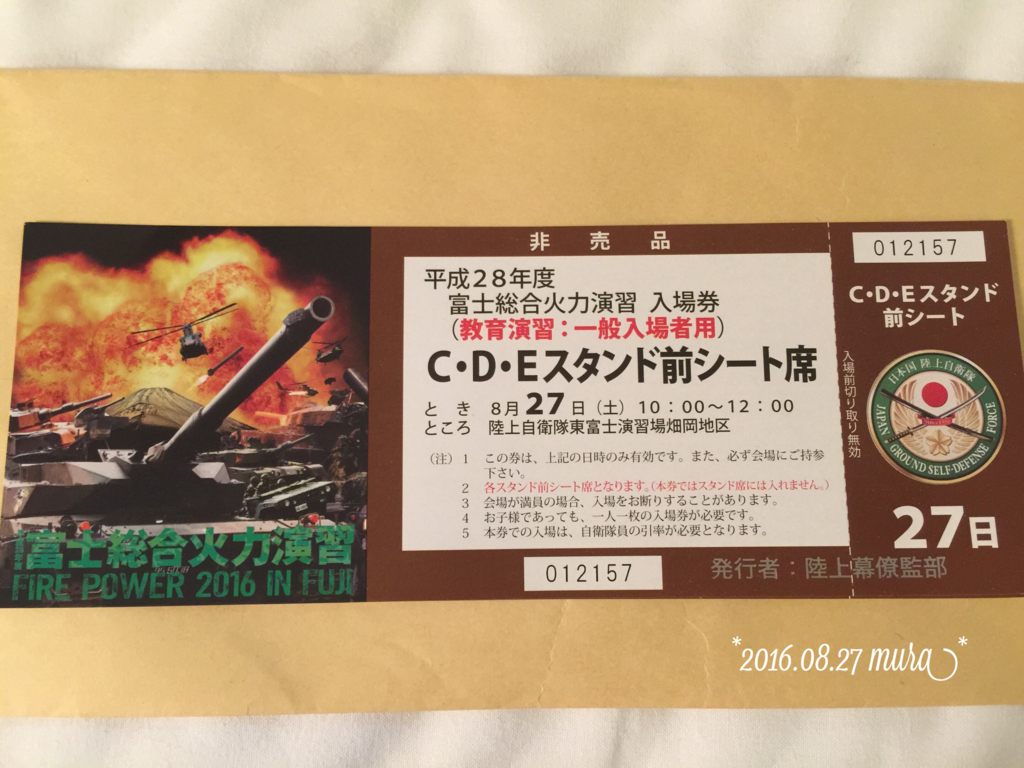 非売品
平成28年度
富士総合火力演習 入場券
(教育演習：一般入場者用)
C・D・Eスタンド前シート席
とき 8月27日(土)10：00～12：00
ところ 陸上自衛隊東富士演習場畑岡地区
(注) 1 この券は、上記の日時のみ有効です。また、必ず会場にご持参
下さい。
2 各スタンド前シート席となります。(本券ではスタンド席には入れません。)
3 会場が満員の場合、入場をお断りすることがあります。
4 お子様であっても、一人一枚の入場券が必要です。
5 本券での入場は、自衛隊員の引率が必要となります。
012157
発行者：陸上幕僚監部
富士総合火力演習
FIRE POWER 2016 IN FUJI
入場前切り取り無効
012157
C・D・Eスタンド
前シート
日本国 陸上自衛隊
JAPAN GROUND SELF-DEFENSE FORCE
27日
*2016.08.27 mura*